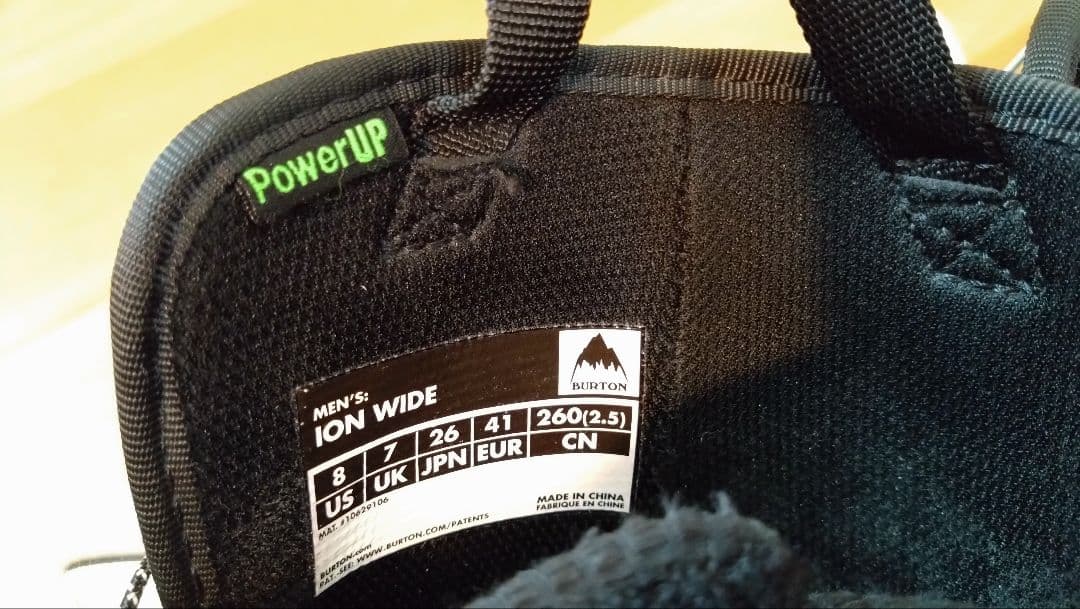 PowerUP
BURTON
MEN'S:
ION WIDE
8 7 26 41 260(2.5)
US UK JPN EUR CN
MAT. #10629106
MADE IN CHINA
FABRIQUE EN CHINE
BURTON.com
PAT.-SEE: WWW.BURTON.COM/PATENTS